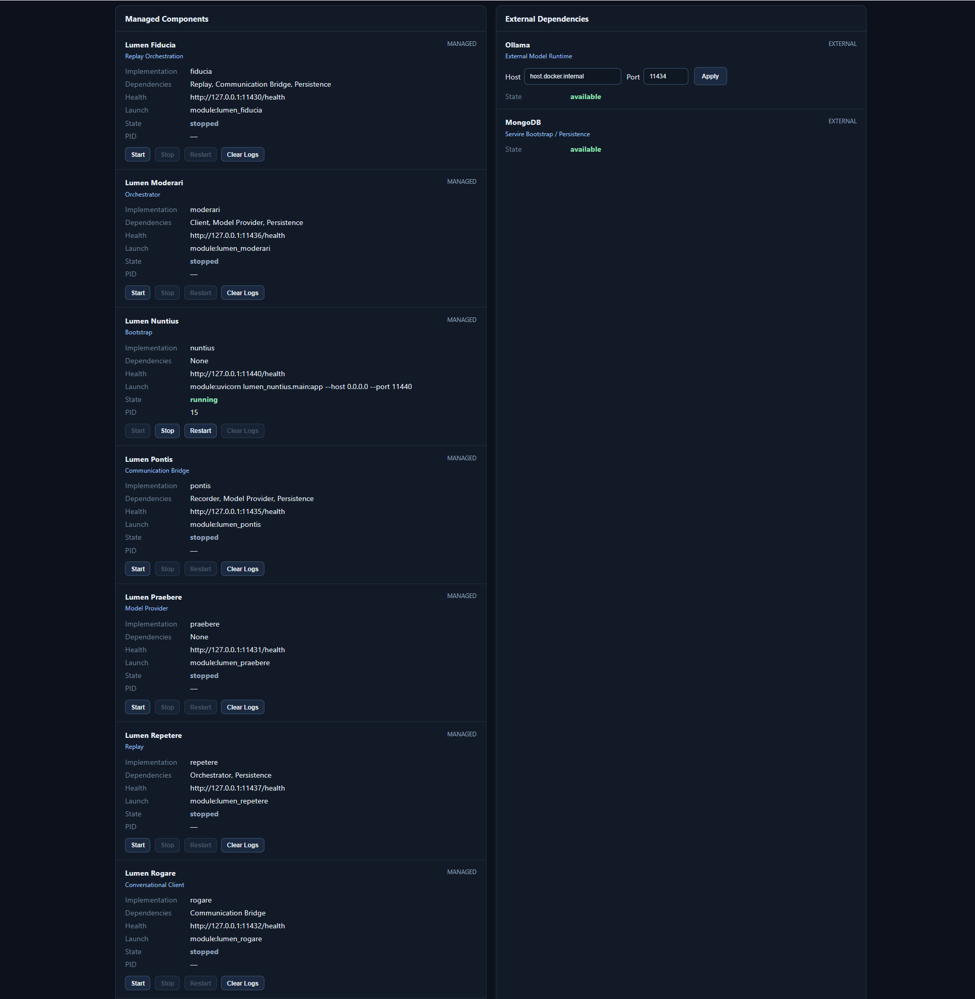 Managed Components
Lumen Fiducia MANAGED
Replay Orchestration
Implementation fiducia
Dependencies Replay, Communication Bridge, Persistence
Health http://127.0.0.1:11430/health
Launch module:lumen_fiducia
State stopped
PID —
Start Stop Restart Clear Logs
Lumen Moderari MANAGED
Orchestrator
Implementation moderari
Dependencies Client, Model Provider, Persistence
Health http://127.0.0.1:11436/health
Launch module:lumen_moderari
State stopped
PID —
Start Stop Restart Clear Logs
Lumen Nuntius MANAGED
Bootstrap
Implementation nuntius
Dependencies None
Health http://127.0.0.1:11440/health
Launch module:uvicorn lumen_nuntius.main:app --host 0.0.0.0 --port 11440
State running
PID 15
Start Stop Restart Clear Logs
Lumen Pontis MANAGED
Communication Bridge
Implementation pontis
Dependencies Recorder, Model Provider, Persistence
Health http://127.0.0.1:11435/health
Launch module:lumen_pontis
State stopped
PID —
Start Stop Restart Clear Logs
Lumen Praebere MANAGED
Model Provider
Implementation praebere
Dependencies None
Health http://127.0.0.1:11431/health
Launch module:lumen_praebere
State stopped
PID —
Start Stop Restart Clear Logs
Lumen Repetere MANAGED
Replay
Implementation repetere
Dependencies Orchestrator, Persistence
Health http://127.0.0.1:11437/health
Launch module:lumen_repetere
State stopped
PID —
Start Stop Restart Clear Logs
Lumen Rogare MANAGED
Conversational Client
Implementation rogare
Dependencies Communication Bridge
Health http://127.0.0.1:11432/health
Launch module:lumen_rogare
State stopped
PID —
Start Stop Restart Clear Logs
External Dependencies
Ollama EXTERNAL
External Model Runtime
Host host.docker.internal Port 11434 Apply
State available
MongoDB EXTERNAL
Servire Bootstrap / Persistence
State available